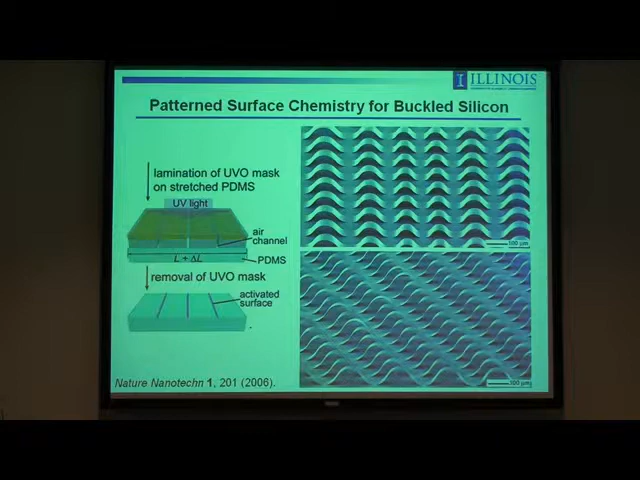 I ILLINOIS
Patterned Surface Chemistry for Buckled Silicon
lamination of UVO mask
on stretched PDMS
UV light
air
channel
L + ΔL
PDMS
removal of UVO mask
activated
surface
100 µm
100 µm
Nature Nanotechn 1, 201 (2006).